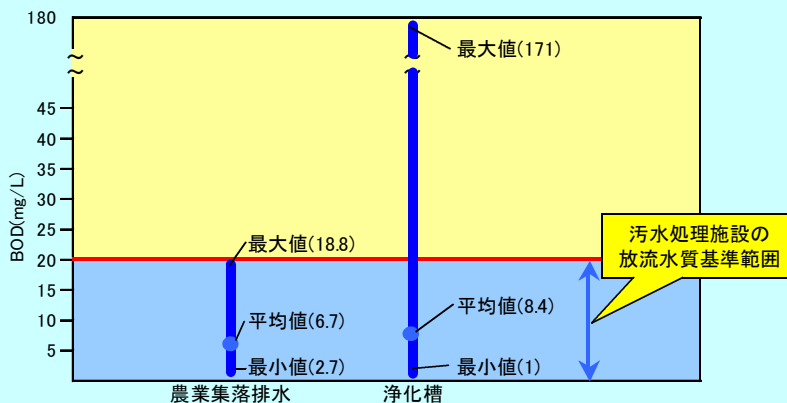 180
最大値(171)
～
～
～
45
40
35
30
25
20
15
10
5
BOD(mg/L)
最大値(18.8)
汚水処理施設の
放流水質基準範囲
平均値(6.7)
平均値(8.4)
最小値(2.7)
最小値(1)
農業集落排水
浄化槽